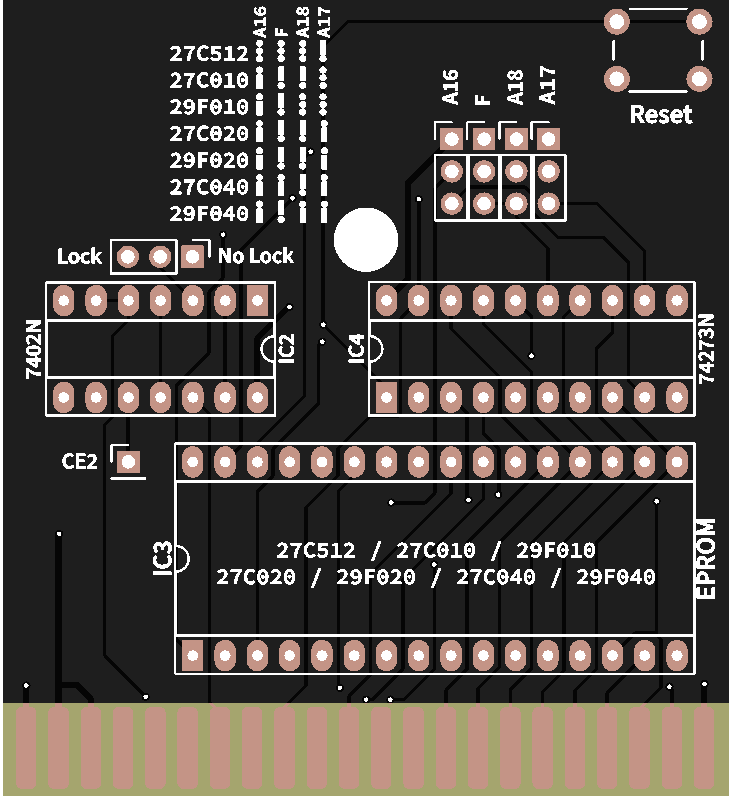 A16 F A18 A17
27C512
27C010
29F010
27C020
29F020
27C040
29F040
A16 F A18 A17
Reset
Lock
No Lock
7402N
IC2
IC4
74273N
CE2
IC3
27C512 / 27C010 / 29F010
27C020 / 29F020 / 27C040 / 29F040
EPROM